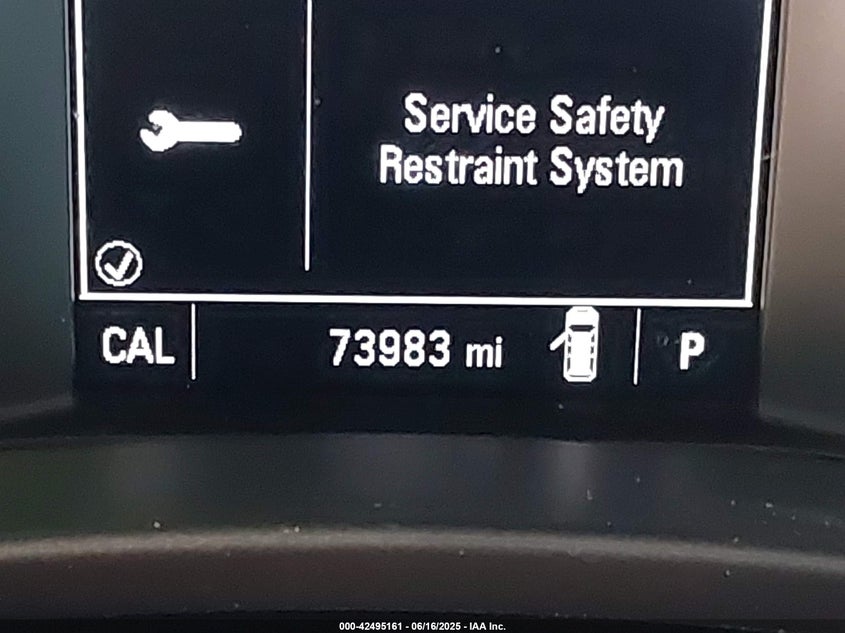 Service Safety
Restraint System
CAL
73983 mi
P
000-42495161 - 06/16/2025 - IAA Inc.